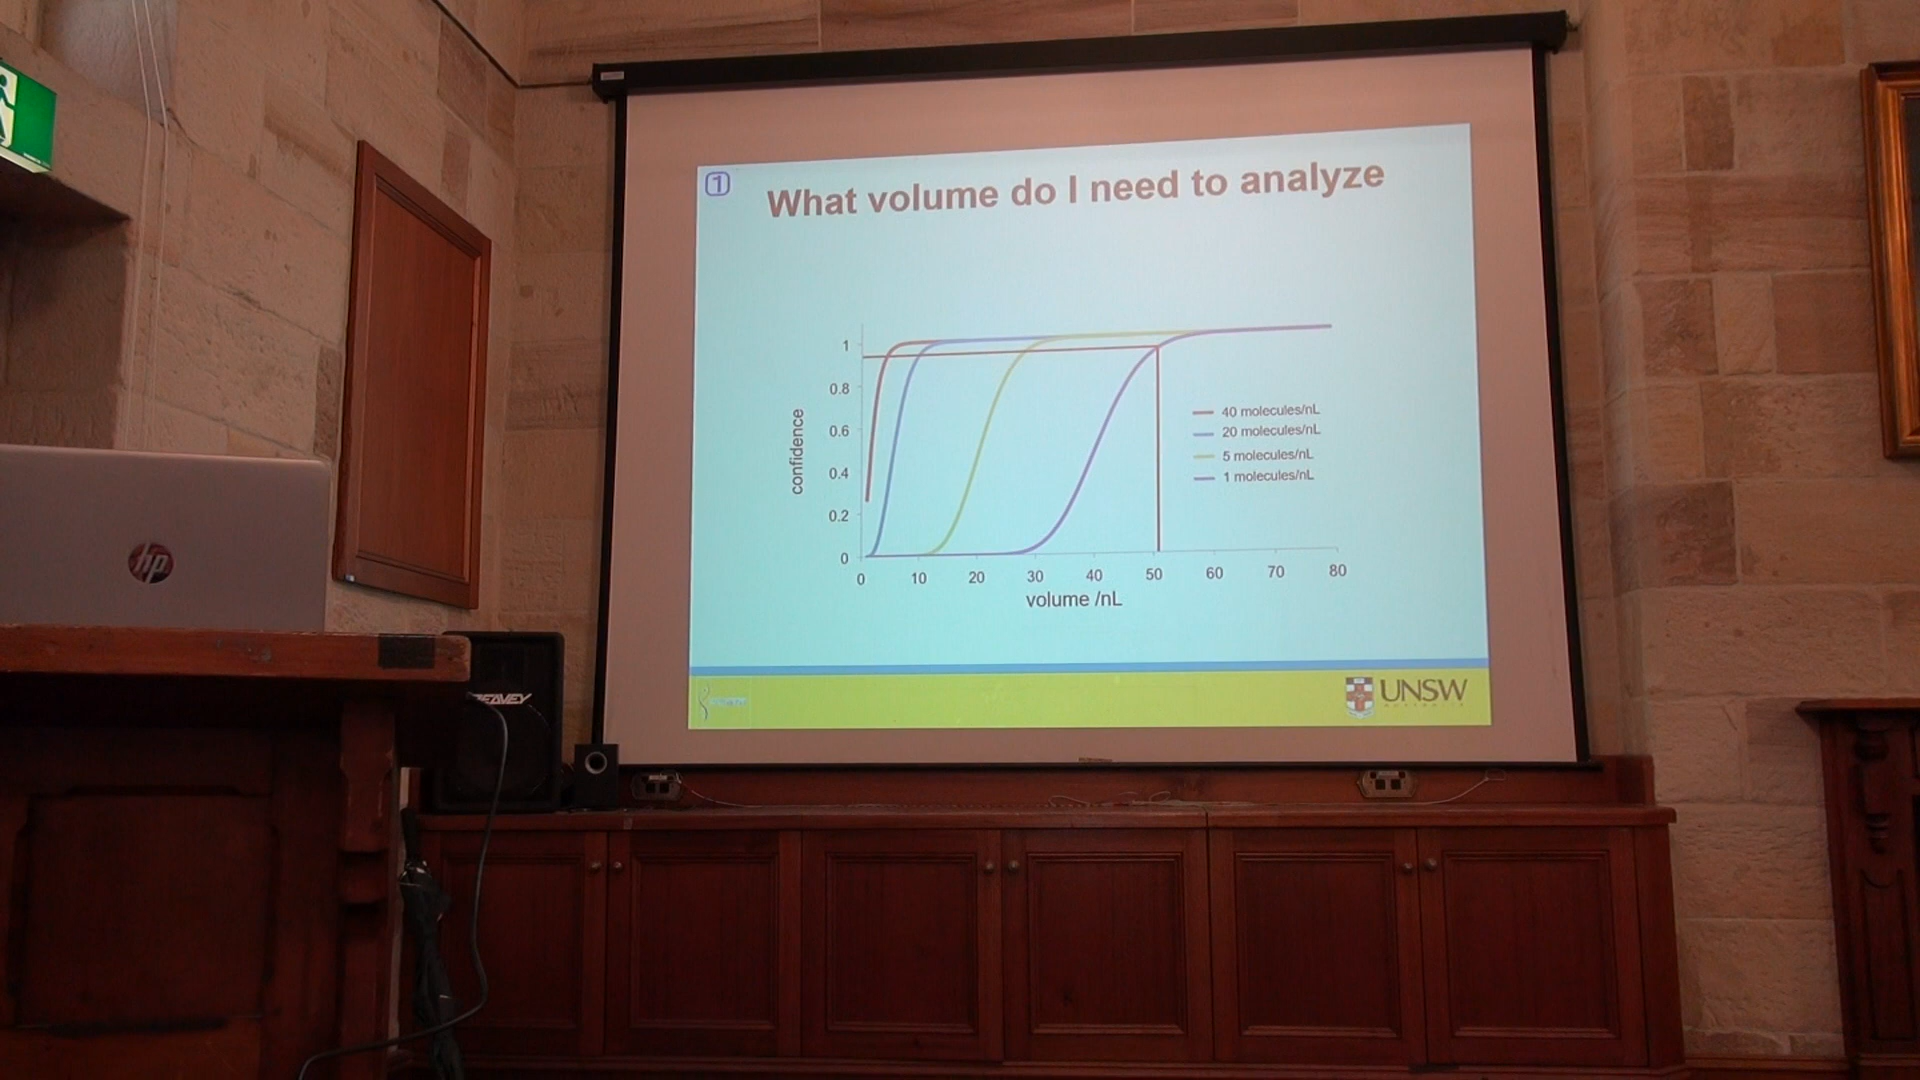 1
What volume do I need to analyze
1
0.8
0.6
0.4
0.2
0
confidence
0
10
20
30
40
50
60
70
80
volume /nL
40 molecules/nL
20 molecules/nL
5 molecules/nL
1 molecules/nL
UNSW
hp
PEAVEY